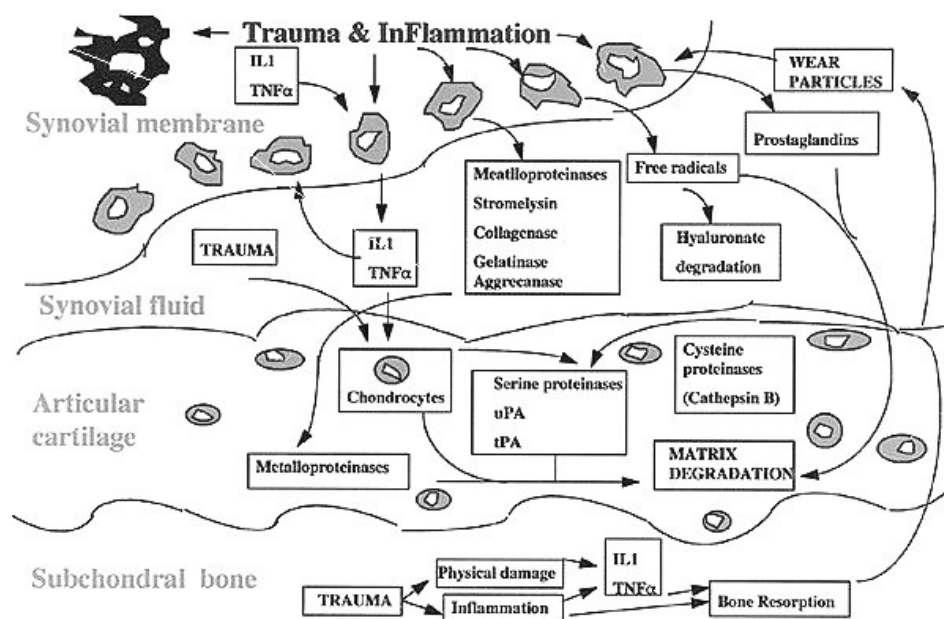 Trauma & InFlammation
IL1
TNFα
WEAR
PARTICLES
Synovial membrane
Prostaglandins
Free radicals
Meatlloproteinases
Stromelysin
Collagenase
Gelatinase
Aggrecanase
TRAUMA
iL1
TNFα
Hyaluronate
degradation
Synovial fluid
Cysteine
proteinases
(Cathepsin B)
Chondrocytes
Serine proteinases
uPA
tPA
Articular
cartilage
Metalloproteinases
MATRIX
DEGRADATION
Subchondral bone
Physical damage
IL1
TNFα
TRAUMA
Inflammation
Bone Resorption